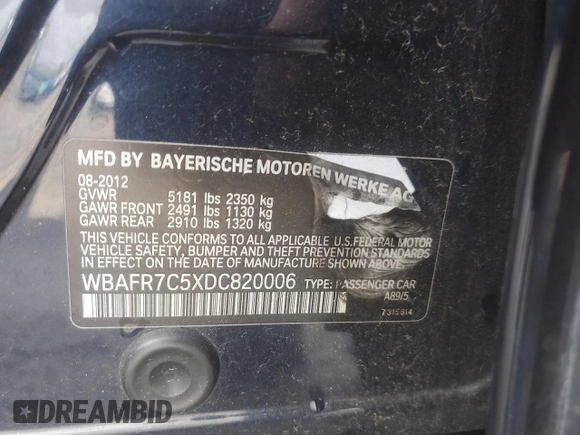 MFD BY BAYERISCHE MOTOREN WERKE AG
08-2012
GVWR 5181 lbs 2350 kg
GAWR FRONT 2491 lbs 1130 kg
GAWR REAR 2910 lbs 1320 kg
THIS VEHICLE CONFORMS TO ALL APPLICABLE U.S.FEDERAL MOTOR
VEHICLE SAFETY, BUMPER AND THEFT PREVENTION STANDARDS
IN EFFECT ON THE DATE OF MANUFACTURE SHOWN ABOVE.
WBAFR7C5XDC820006 TYPE: PASSENGER CAR
A89/5
7315614
DREAMBID